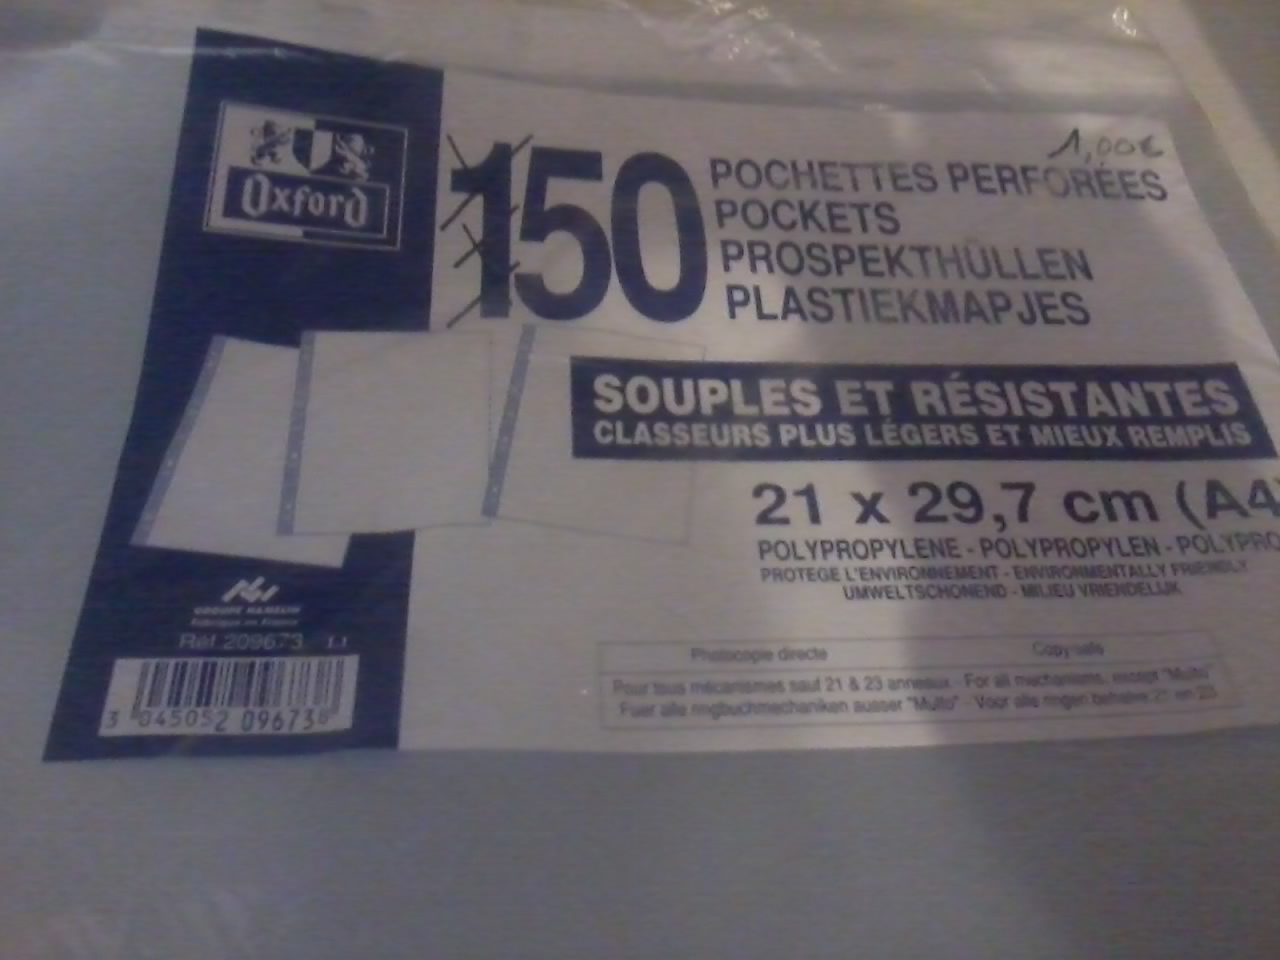 Oxford
150
1,00€
POCHETTES PERFORÉES
POCKETS
PROSPEKTHÜLLEN
PLASTIEKMAPJES
SOUPLES ET RÉSISTANTES
CLASSEURS PLUS LÉGERS ET MIEUX REMPLIS
21 x 29,7 cm (A4
POLYPROPYLENE - POLYPROPYLEN - POLYPRO
PROTEGE L'ENVIRONNEMENT - ENVIRONMENTALLY FRIENDLY
UMWELTSCHONEND - MILIEU VRIENDELIJK
GROUPE HAMELIN
Fabriqué en France
Réf.209673
3 045052 096738
Photocopie directe
Copy-safe
Pour tous mécanismes sauf 21 & 23 anneaux - For all mechanisms, except "Multo"
Fuer alle ringbuchmechaniken ausser "Multo" - Voor alle ringen behalve 21 en 23